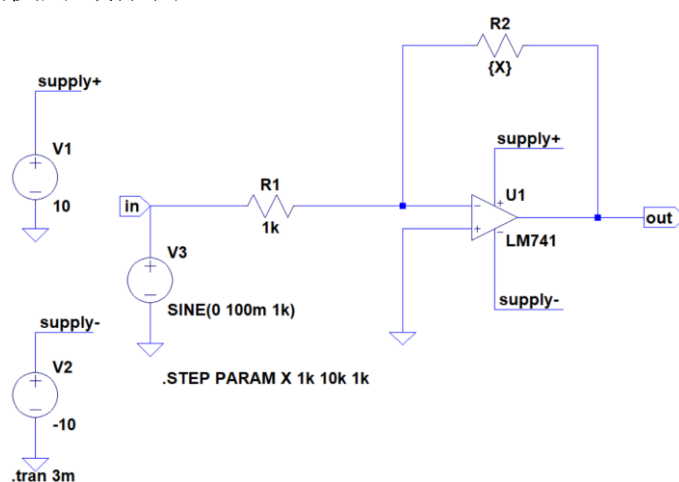 R2
{X}
supply+
V1
10
supply+
in
R1
1k
-
+
+
-
U1
LM741
out
V3
SINE(0 100m 1k)
supply-
supply-
V2
-10
.STEP PARAM X 1k 10k 1k
.tran 3m